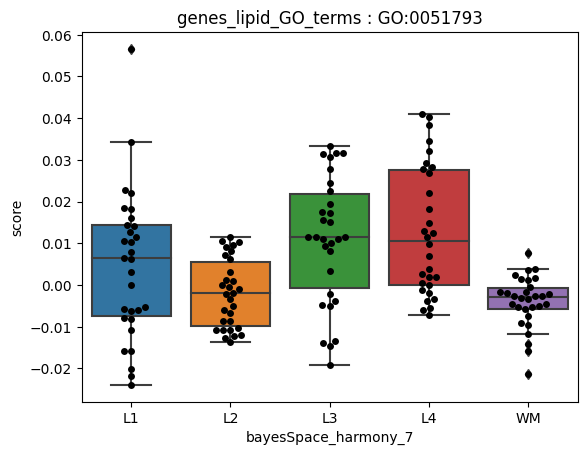 genes_lipid_GO_terms : GO:0051793
0.06
0.05
0.04
0.03
0.02
0.01
0.00
−0.01
−0.02
score
L1 L2 L3 L4 WM
bayesSpace_harmony_7